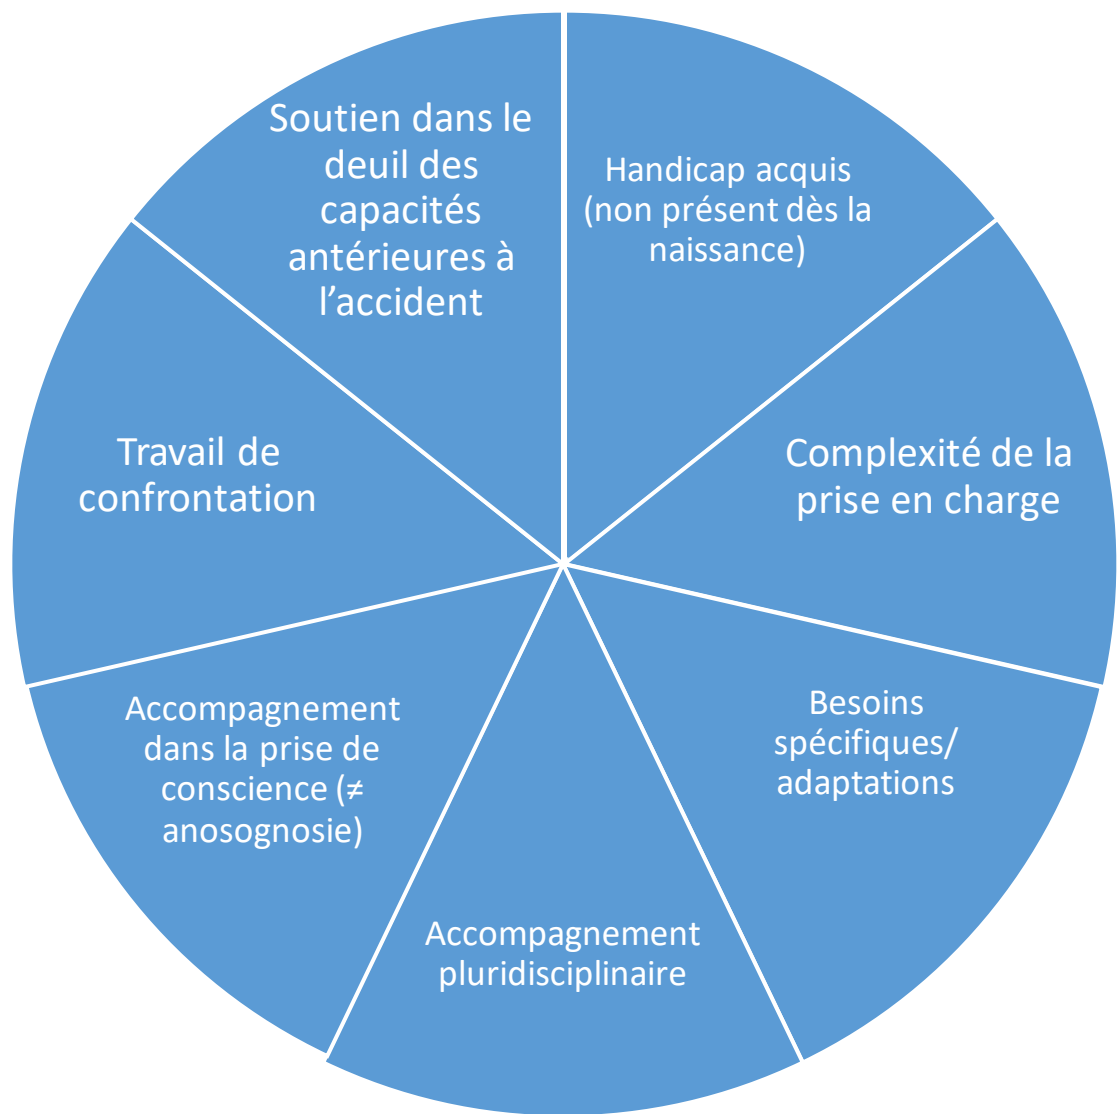 Soutien dans le
deuil des
capacités
antérieures à
l’accident
Handicap acquis
(non présent dès la
naissance)
Travail de
confrontation
Complexité de la
prise en charge
Accompagnement
dans la prise de
conscience (≠
anosognosie)
Besoins
spécifiques/
adaptations
Accompagnement
pluridisciplinaire